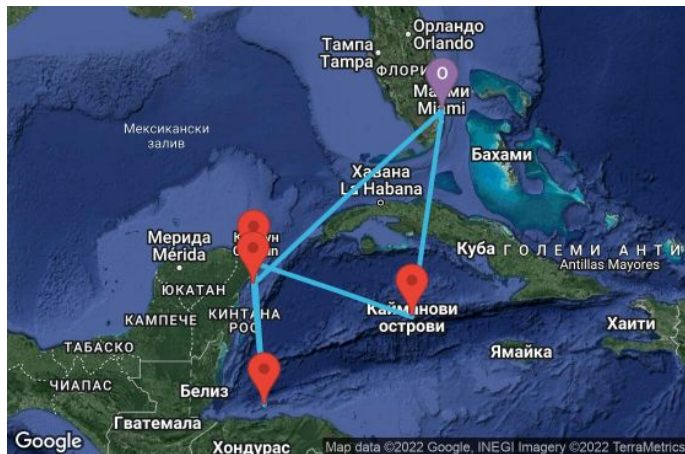 Орландо
Orlando
Тампа
Tampa
ФЛОРИ
O
Miami
Мексикански
залив
Бахами
Хавана
La Habana
Мерида
Mérida
Куба
ГОЛЕМИ АНТИ
Antillas Mayores
ЮКАТАН
КАМПЕЧЕ
КИНТАНА
РОО
Кайманови
острови
Хаити
ТАБАСКО
Ямайка
ЧИАПАС
Белиз
Гватемала
Хондурас
Google
Map data ©2022 Google, INEGI Imagery ©2022 TerraMetrics